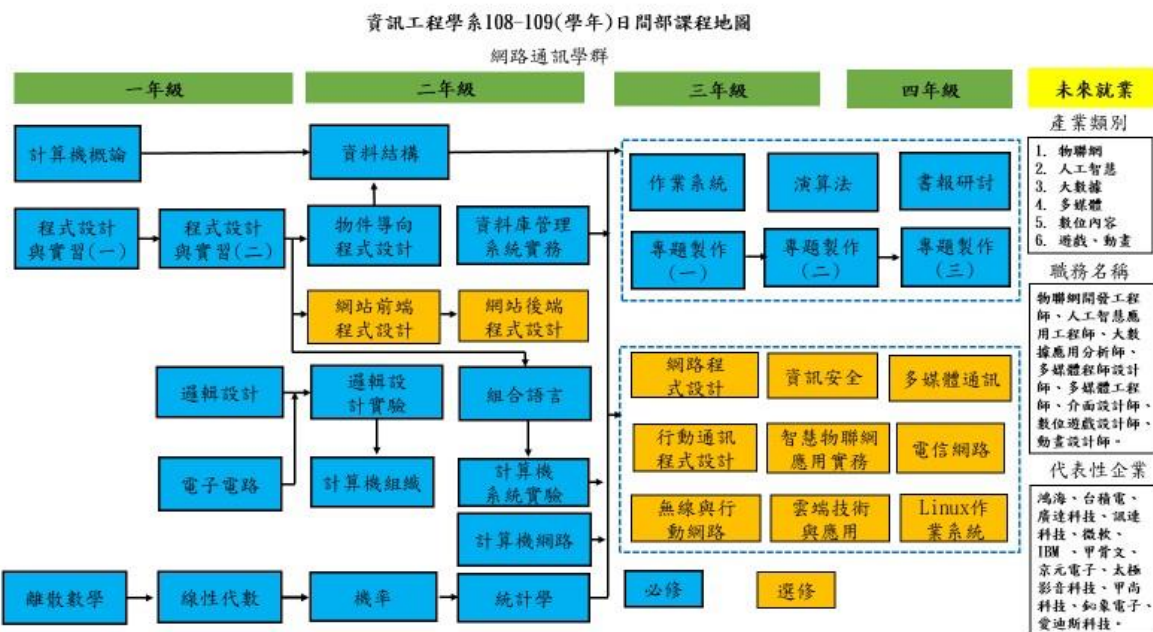 資訊工程學系108-109(學年)日間部課程地圖
網路通訊學群
一年級
二年級
三年級
四年級
未來就業
計算機概論
資料結構
程式設計
與實習(一)
程式設計
與實習(二)
物件導向
程式設計
資料庫管理
系統實務
網站前端
程式設計
網站後端
程式設計
邏輯設計
邏輯設
計實驗
組合語言
電子電路
計算機組織
計算機
系統實驗
計算機網路
離散數學
線性代數
機率
統計學
作業系統
演算法
書報研討
專題製作
(一)
專題製作
(二)
專題製作
(三)
網路程
式設計
資訊安全
多媒體通訊
行動通訊
程式設計
智慧物聯網
應用實務
電信網路
無線與行
動網路
雲端技術
與應用
Linux作
業系統
必修
選修
產業類別
1. 物聯網
2. 人工智慧
3. 大數據
4. 多媒體
5. 數位內容
6. 遊戲、動畫
職務名稱
物聯網開發工程
師、人工智慧應
用工程師、大數
據應用分析師、
多媒體程師設計
師、多媒體工程
師、介面設計師、
數位遊戲設計師、
動畫設計師。
代表性企業
鴻海、台積電、
廣達科技、訊連
科技、微軟、
IBM、甲骨文、
京元電子、太極
影音科技、甲尚
科技、鈊象電子、
愛迪斯科技。